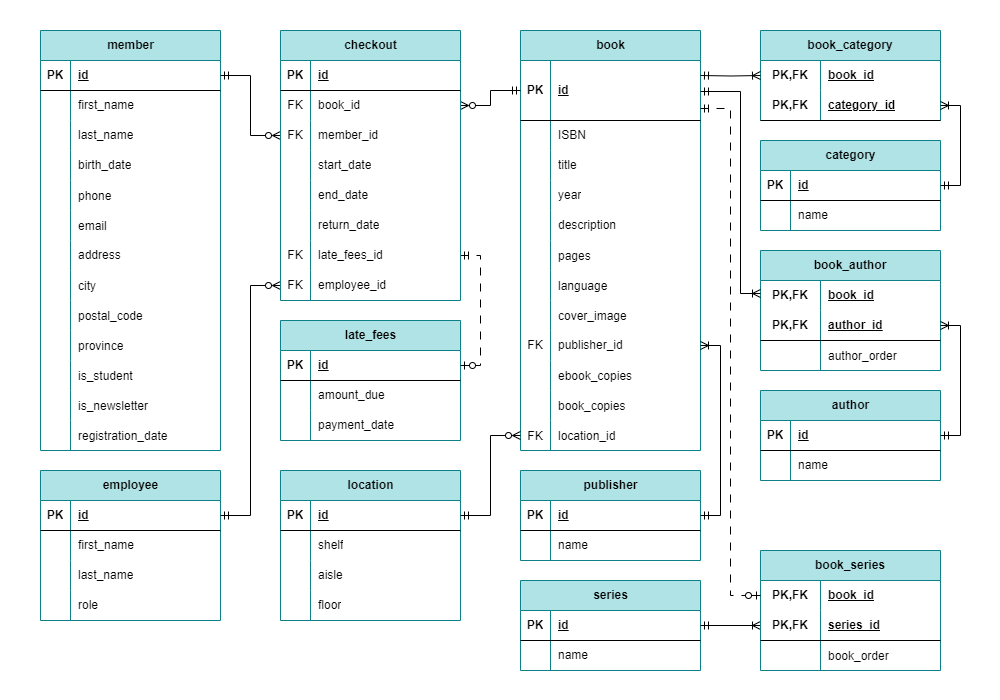 member
PK id
first_name
last_name
birth_date
phone
email
address
city
postal_code
province
is_student
is_newsletter
registration_date
employee
PK id
first_name
last_name
role
checkout
PK id
FK book_id
FK member_id
start_date
end_date
return_date
FK late_fees_id
FK employee_id
late_fees
PK id
amount_due
payment_date
location
PK id
shelf
aisle
floor
book
PK id
ISBN
title
year
description
pages
language
cover_image
FK publisher_id
ebook_copies
book_copies
FK location_id
publisher
PK id
name
series
PK id
name
book_category
PK,FK book_id
PK,FK category_id
category
PK id
name
book_author
PK,FK book_id
PK,FK author_id
author_order
author
PK id
name
book_series
PK,FK book_id
PK,FK series_id
book_order